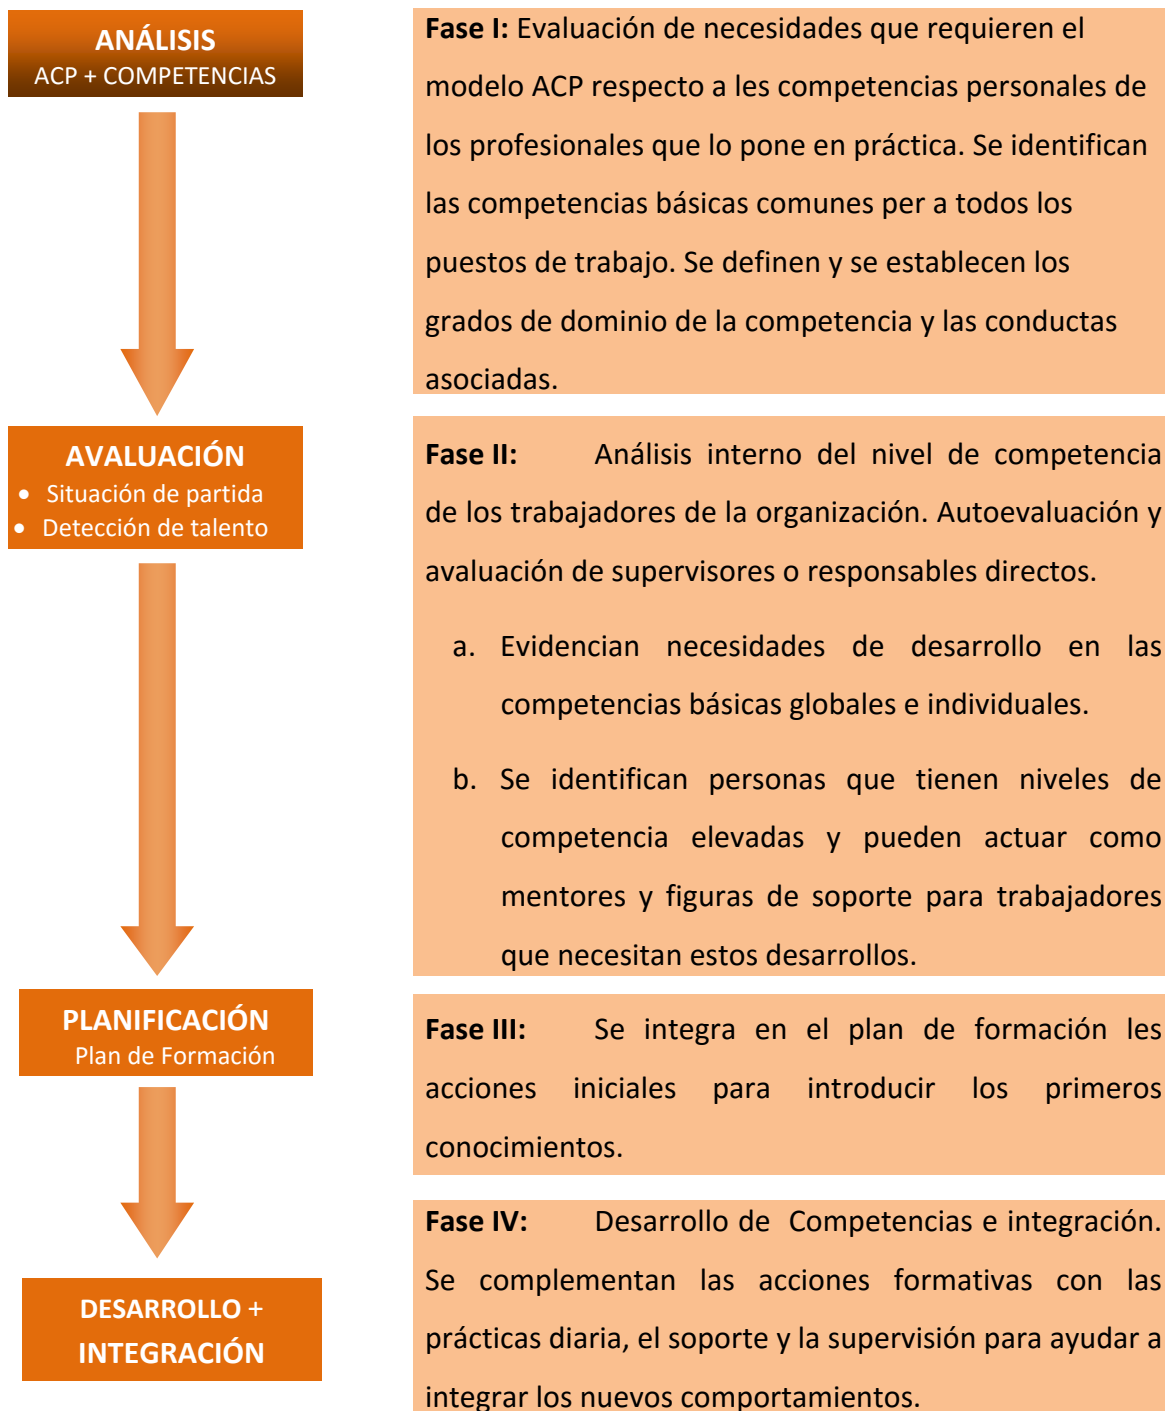 ANÁLISIS
ACP + COMPETENCIAS
Fase I: Evaluación de necesidades que requieren el
modelo ACP respecto a les competencias personales de
los profesionales que lo pone en práctica. Se identifican
las competencias básicas comunes per a todos los
puestos de trabajo. Se definen y se establecen los
grados de dominio de la competencia y las conductas
asociadas.
AVALUACIÓN
• Situación de partida
• Detección de talento
Fase II: Análisis interno del nivel de competencia
de los trabajadores de la organización. Autoevaluación y
avaluación de supervisores o responsables directos.
a. Evidencian necesidades de desarrollo en las
competencias básicas globales e individuales.
b. Se identifican personas que tienen niveles de
competencia elevadas y pueden actuar como
mentores y figuras de soporte para trabajadores
que necesitan estos desarrollos.
PLANIFICACIÓN
Plan de Formación
Fase III: Se integra en el plan de formación les
acciones iniciales para introducir los primeros
conocimientos.
DESARROLLO +
INTEGRACIÓN
Fase IV: Desarrollo de Competencias e integración.
Se complementan las acciones formativas con las
prácticas diaria, el soporte y la supervisión para ayudar a
integrar los nuevos comportamientos.